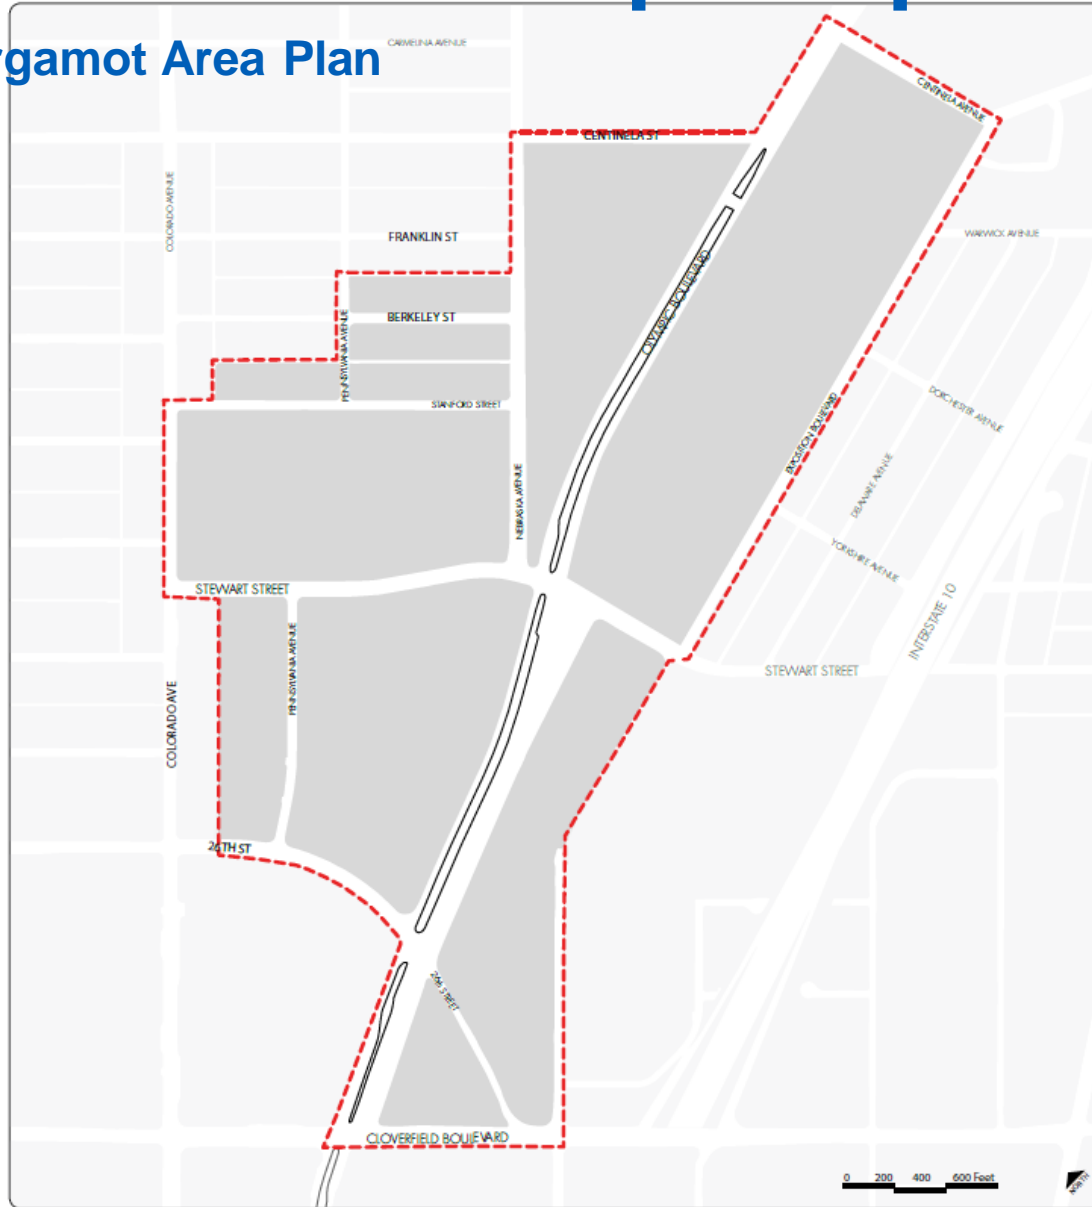 rgamot Area Plan
CARMELINA AVENUE
CENTINELA AVENUE
CENTINELA ST
COLORADO AVENUE
FRANKLIN ST
WARWICK AVENUE
OLYMPIC BOULEVARD
BERKELEY ST
PENNSYLVANIA AVENUE
STANFORD STREET
DORCHESTER AVENUE
EXPOSITION BOULEVARD
NEBRASKA AVENUE
DELAWARE AVENUE
YORKSHIRE AVENUE
STEWART STREET
INTERSTATE 10
PENNSYLVANIA AVENUE
STEWART STREET
COLORADO AVE
26TH ST
26th STREET
CLOVERFIELD BOULEVARD
0 200 400 600 Feet
NORTH